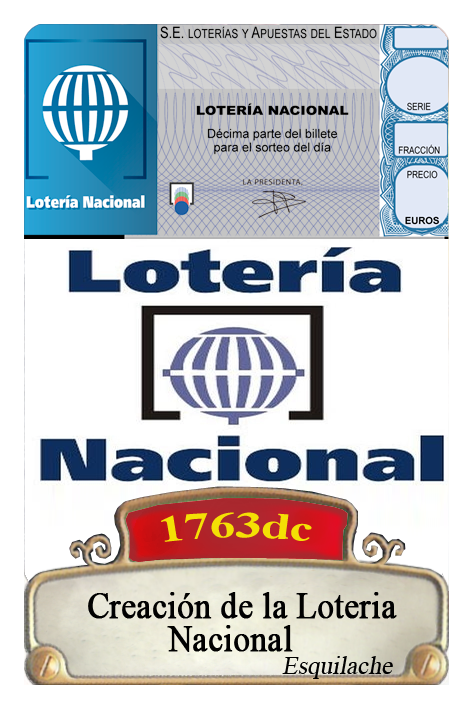 S.E. LOTERÍAS Y APUESTAS DEL ESTADO
LOTERÍA NACIONAL
Décima parte del billete
para el sorteo del día
LA PRESIDENTA,
SERIE
FRACCIÓN
PRECIO
EUROS
Lotería Nacional
Lotería
Nacional
1763dc
Creación de la Loteria
Nacional
Esquilache